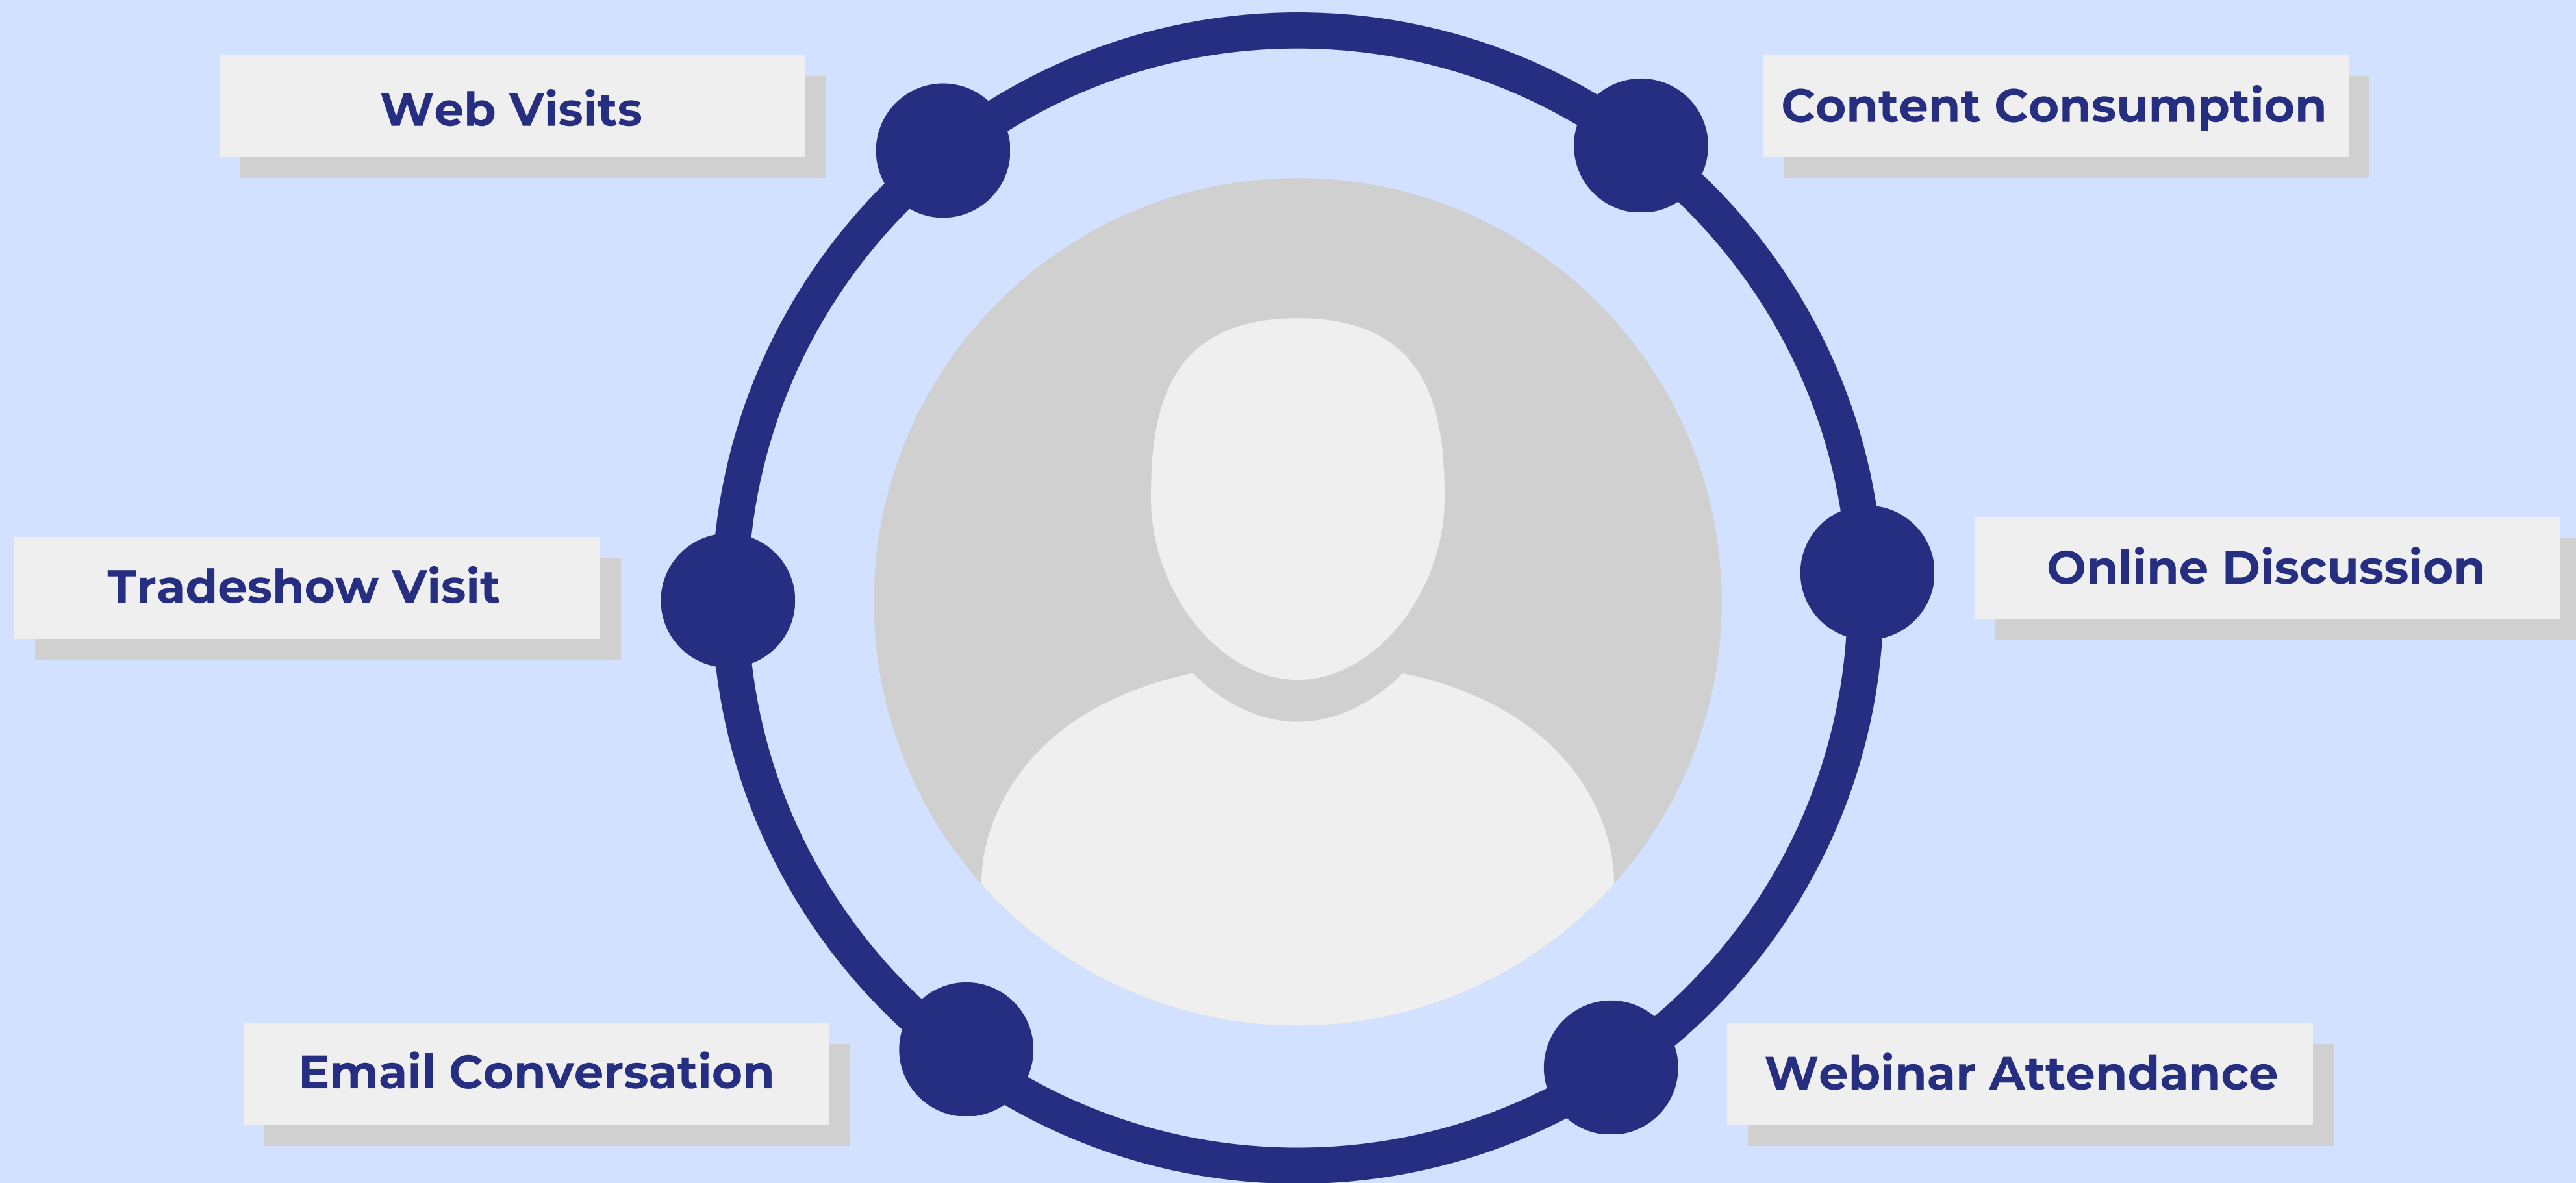 Web Visits
Content Consumption
Tradeshow Visit
Online Discussion
Email Conversation
Webinar Attendance